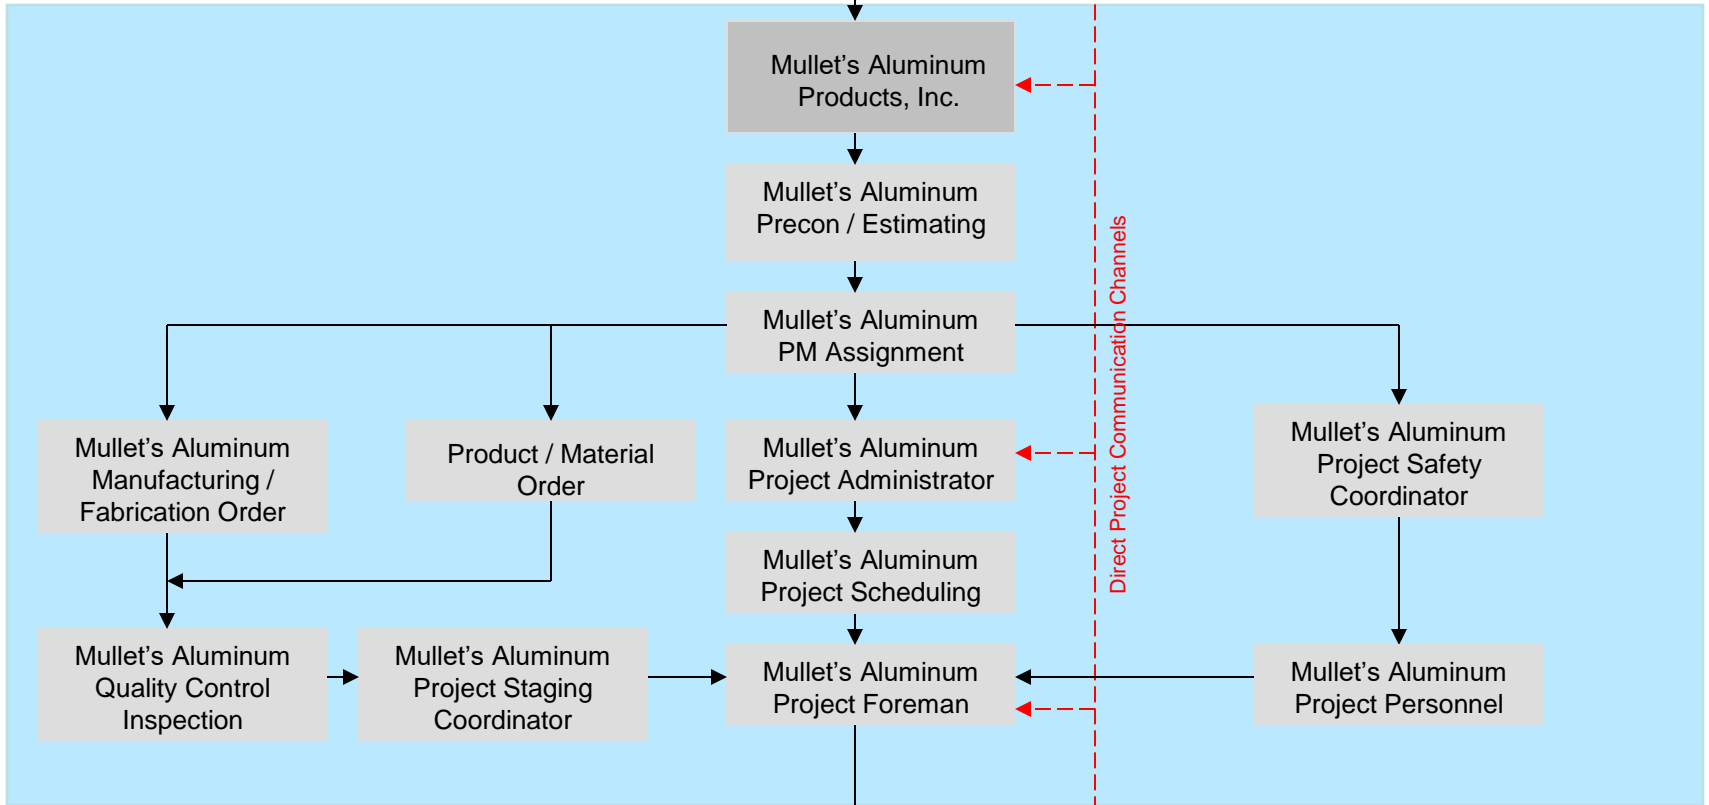 Mullet’s Aluminum
Products, Inc.
Mullet’s Aluminum
Precon / Estimating
Mullet’s Aluminum
PM Assignment
Direct Project Communication Channels
Mullet’s Aluminum
Manufacturing /
Fabrication Order
Product / Material
Order
Mullet’s Aluminum
Project Administrator
Mullet’s Aluminum
Project Safety
Coordinator
Mullet’s Aluminum
Project Scheduling
Mullet’s Aluminum
Quality Control
Inspection
Mullet’s Aluminum
Project Staging
Coordinator
Mullet’s Aluminum
Project Foreman
Mullet’s Aluminum
Project Personnel